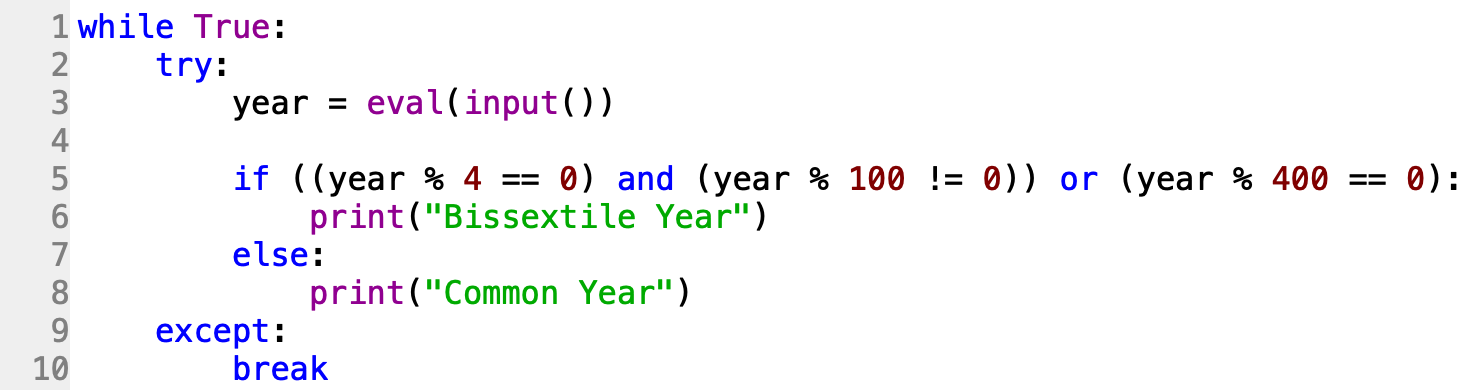 1 while True:
2     try:
3         year = eval(input())
4
5         if ((year % 4 == 0) and (year % 100 != 0)) or (year % 400 == 0):
6             print("Bissextile Year")
7         else:
8             print("Common Year")
9     except:
10         break